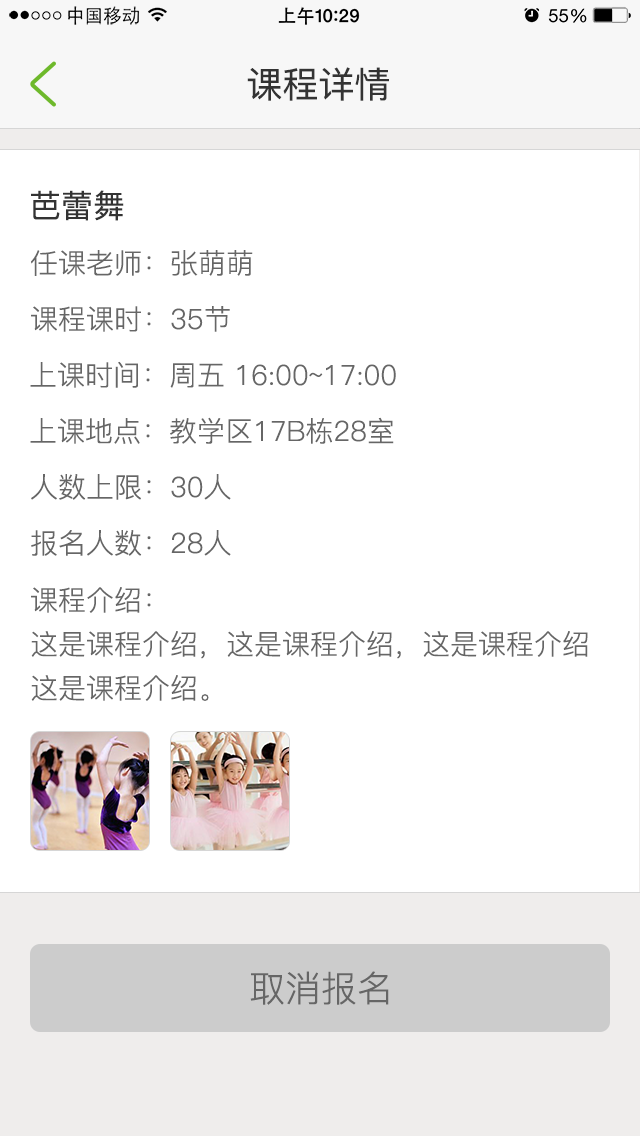 中国移动 上午10:29 55%
课程详情
芭蕾舞
任课老师：张萌萌
课程课时：35节
上课时间：周五 16:00~17:00
上课地点：教学区17B栋28室
人数上限：30人
报名人数：28人
课程介绍：
这是课程介绍，这是课程介绍，这是课程介绍
这是课程介绍。
取消报名